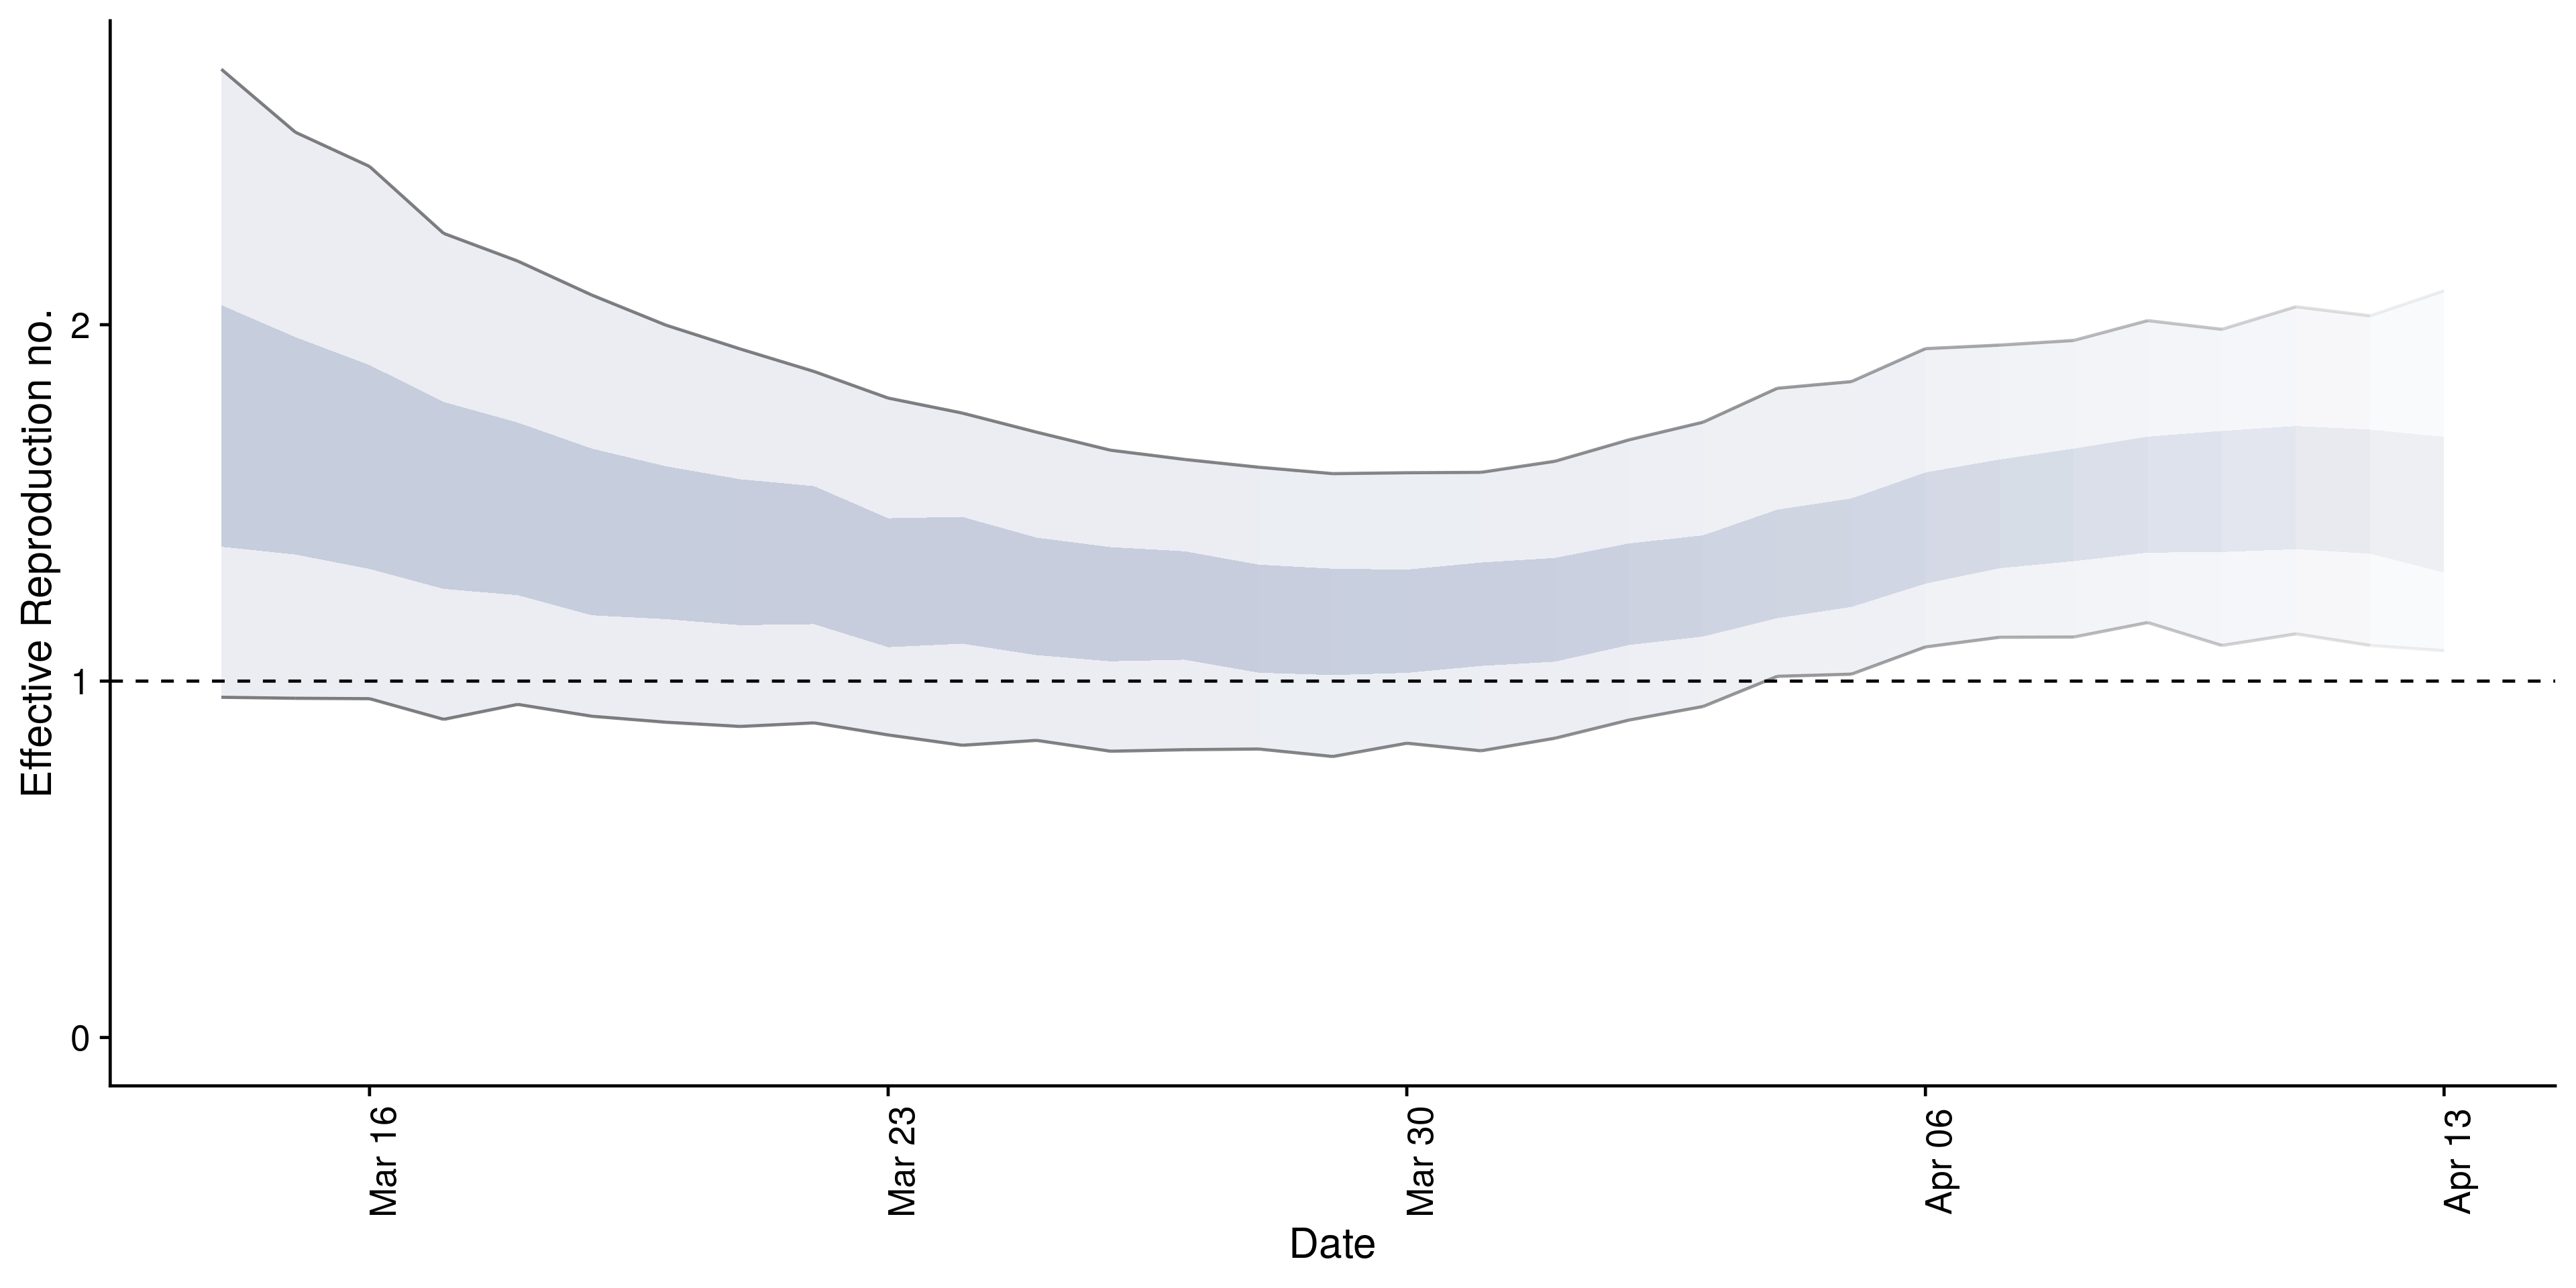 Effective Reproduction no.
2
1
0
Mar 16
Mar 23
Mar 30
Apr 06
Apr 13
Date